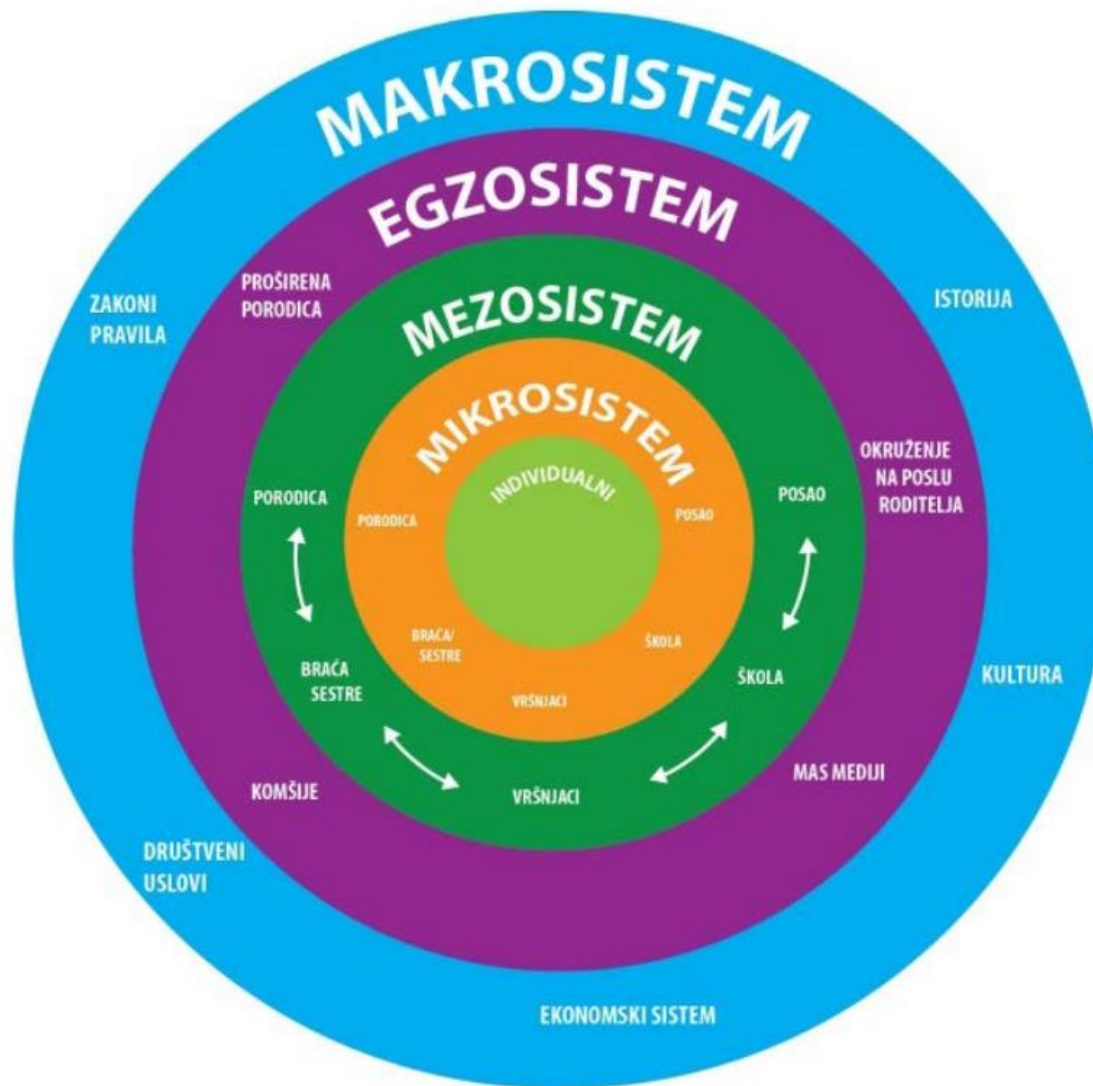 MAKROSISTEM
EGZOSISTEM
PROŠIRENA
PORODICA
ZAKONI
PRAVILA
ISTORIJA
MEZOSISTEM
MIKROSISTEM
INDIVIDUALNI
OKRUŽENJE
NA POSLU
RODITELJA
PORODICA
POSAO
PORODICA
POSAO
BRAĆA/
SESTRE
ŠKOLA
VRŠNJACI
BRAĆA
SESTRE
ŠKOLA
KULTURA
VRŠNJACI
KOMŠIJE
MAS MEDIJI
DRUŠTVENI
USLOVI
EKONOMSKI SISTEM